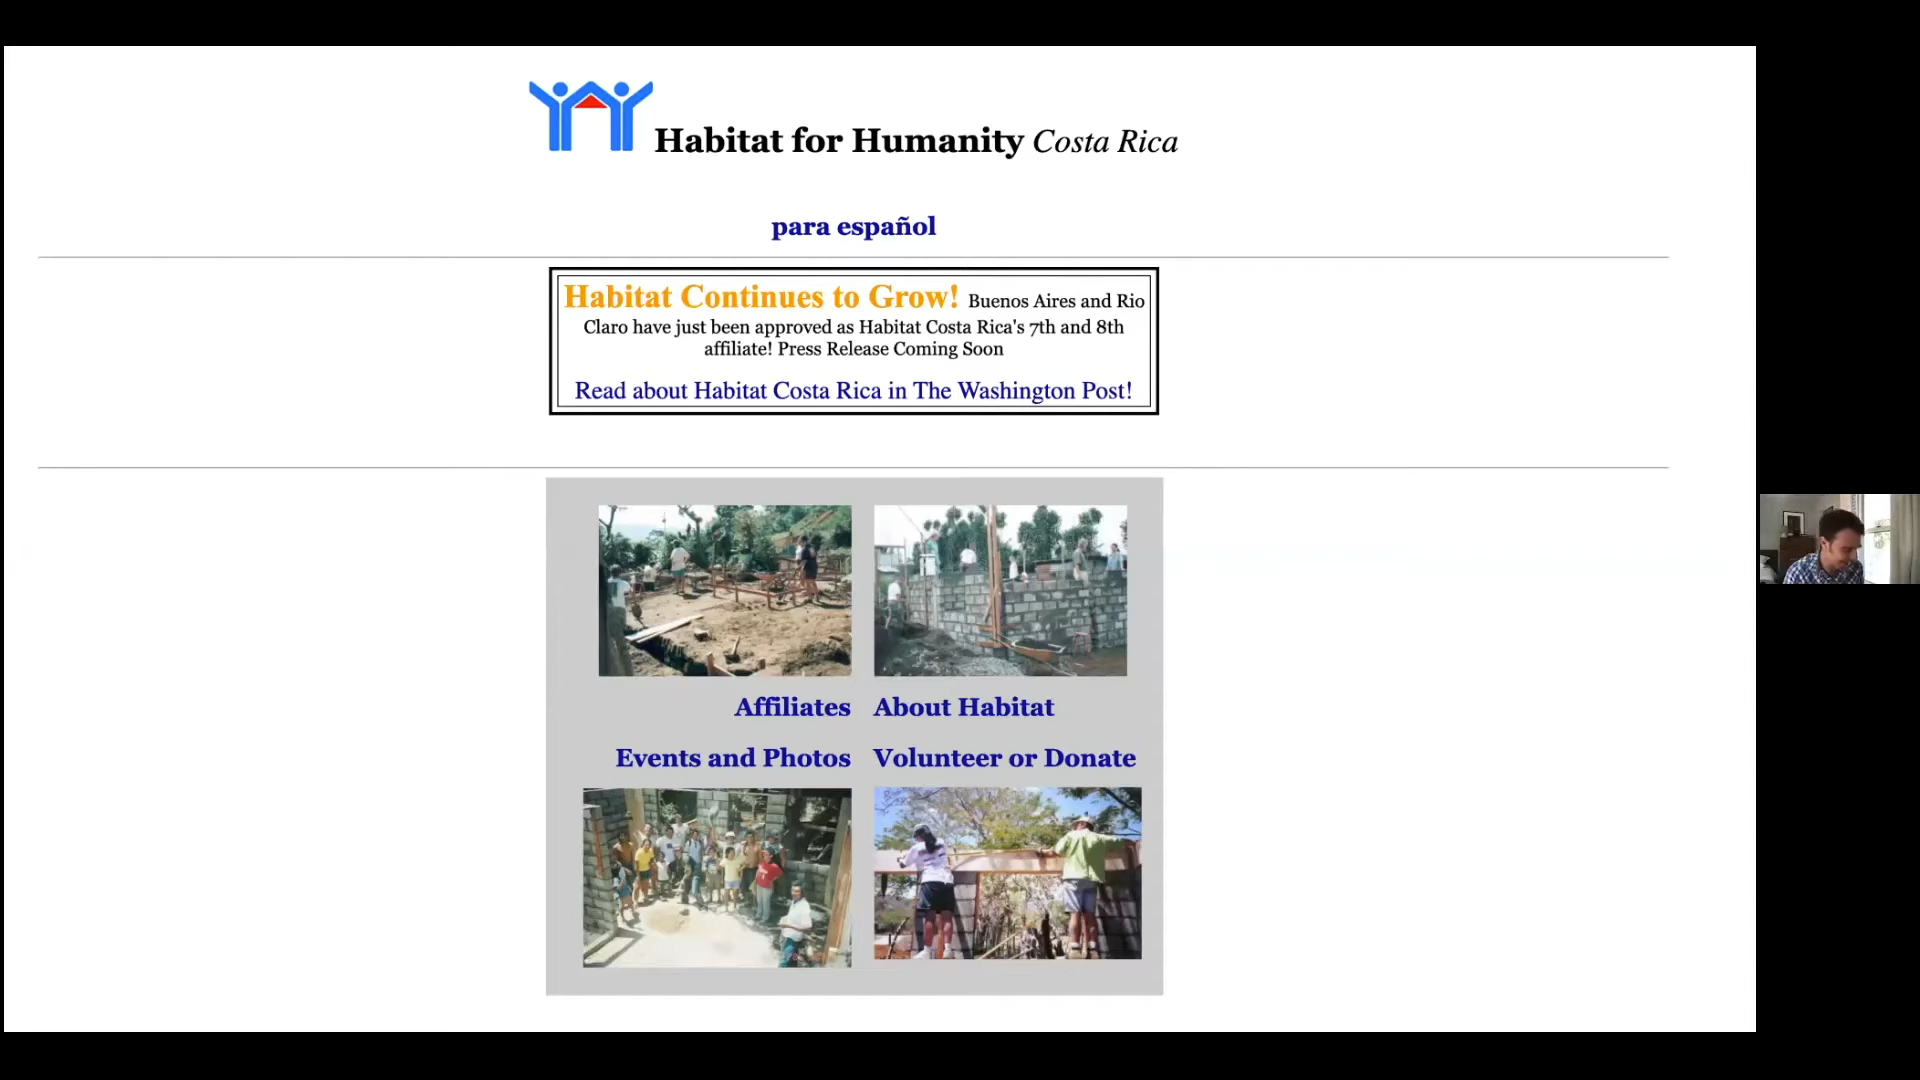 Habitat for Humanity Costa Rica
para español
Habitat Continues to Grow! Buenos Aires and Rio
Claro have just been approved as Habitat Costa Rica's 7th and 8th
affiliate! Press Release Coming Soon
Read about Habitat Costa Rica in The Washington Post!
Affiliates
About Habitat
Events and Photos
Volunteer or Donate